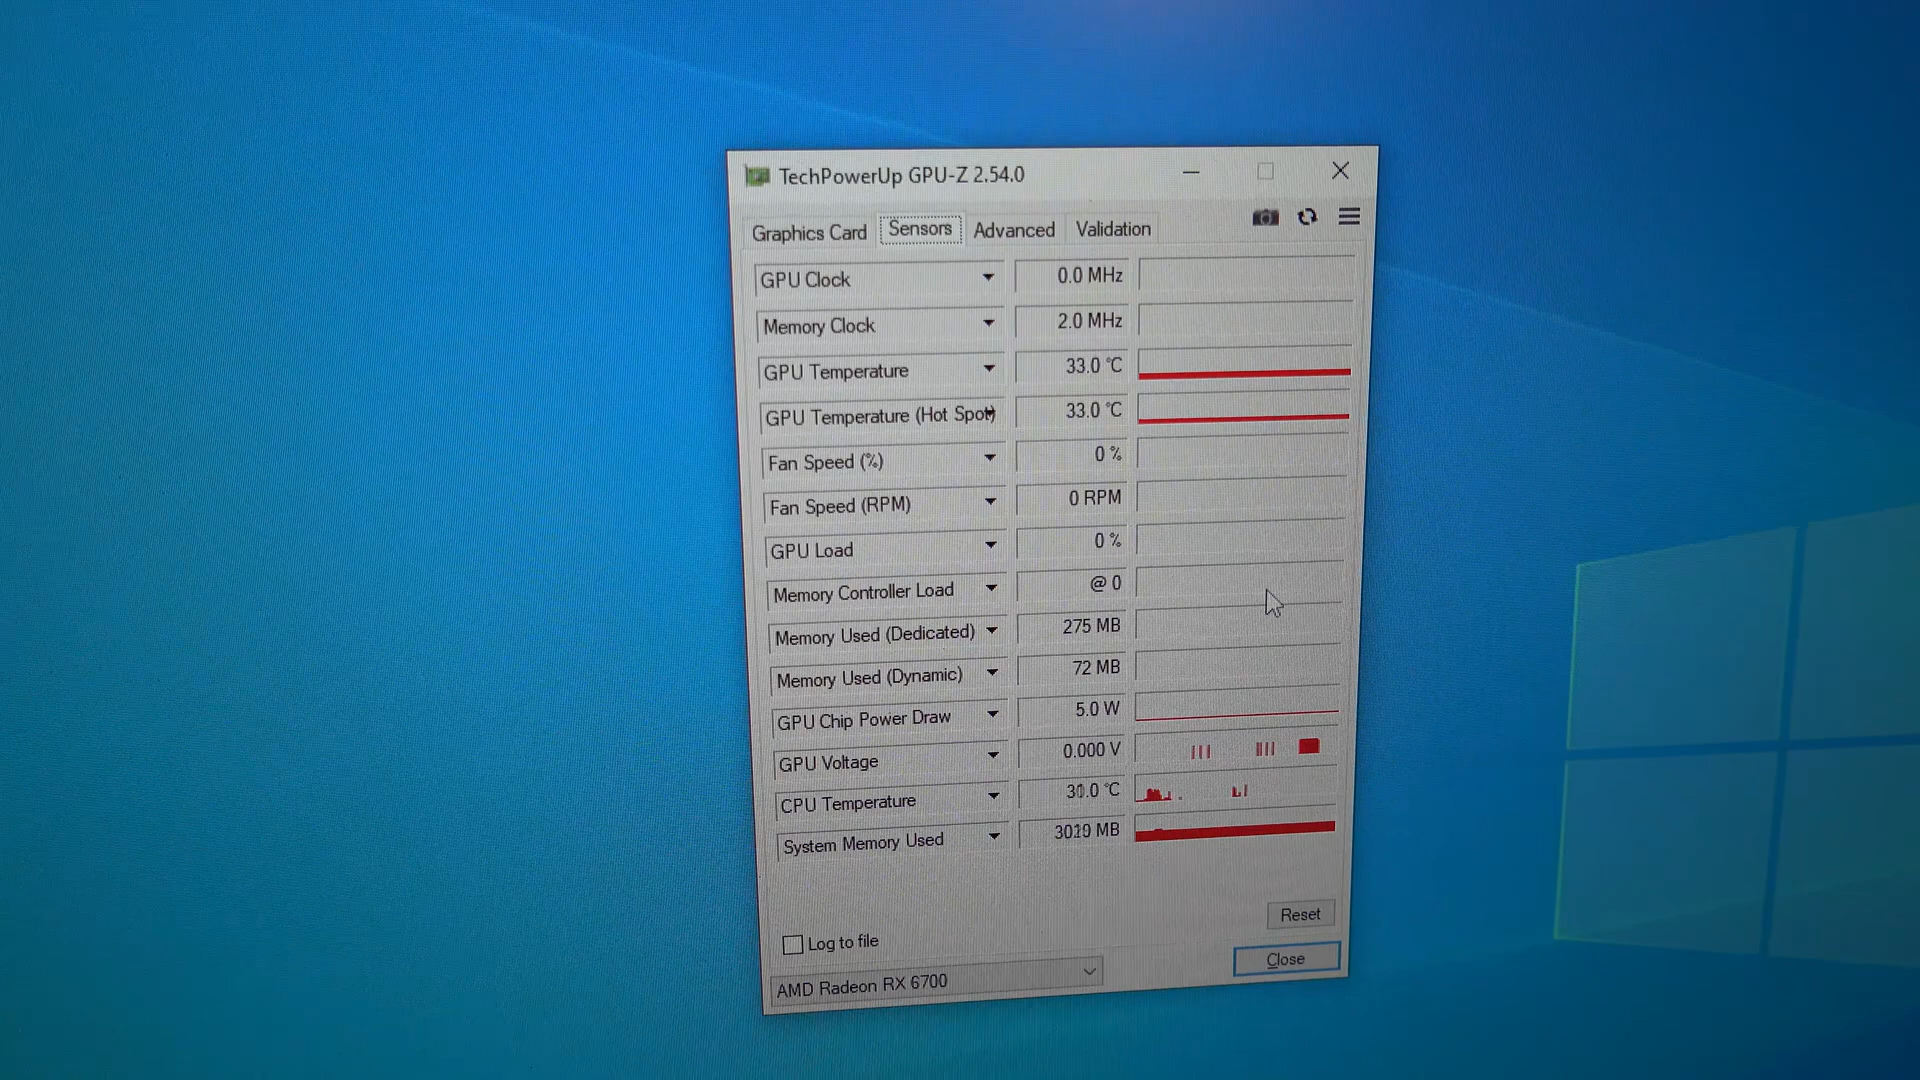 TechPowerUp GPU-Z 2.54.0
Graphics Card Sensors Advanced Validation
GPU Clock 0.0 MHz
Memory Clock 2.0 MHz
GPU Temperature 33.0 °C
GPU Temperature (Hot Spot) 33.0 °C
Fan Speed (%) 0 %
Fan Speed (RPM) 0 RPM
GPU Load 0 %
Memory Controller Load @ 0
Memory Used (Dedicated) 275 MB
Memory Used (Dynamic) 72 MB
GPU Chip Power Draw 5.0 W
GPU Voltage 0.000 V
CPU Temperature °C
System Memory Used MB
Reset
Log to file
Close
AMD Radeon RX 6700